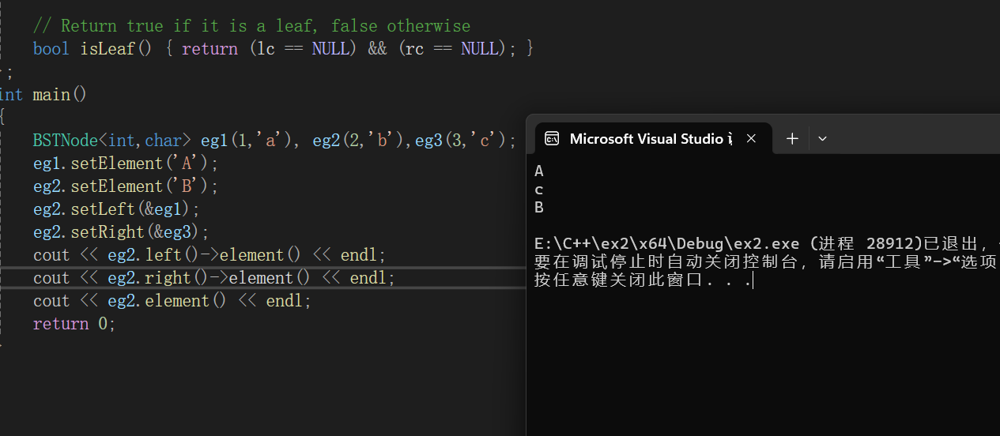 // Return true if it is a leaf, false otherwise
bool isLeaf() { return (lc == NULL) && (rc == NULL); }
};
int main()
{
BSTNode<int,char> eg1(1,'a'), eg2(2,'b'),eg3(3,'c');
eg1.setElement('A');
eg2.setElement('B');
eg2.setLeft(&eg1);
eg2.setRight(&eg3);
cout << eg2.left()->element() << endl;
cout << eg2.right()->element() << endl;
cout << eg2.element() << endl;
return 0;
}
Microsoft Visual Studio
A
c
B
E:\C++\ex2\x64\Debug\ex2.exe (进程 28912)已退出，
要在调试停止时自动关闭控制台，请启用“工具”->“选项
按任意键关闭此窗口. . .